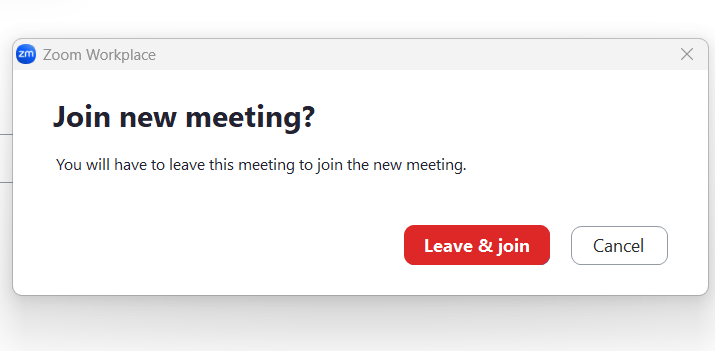 zm Zoom Workplace
Join new meeting?
You will have to leave this meeting to join the new meeting.
Leave & join Cancel